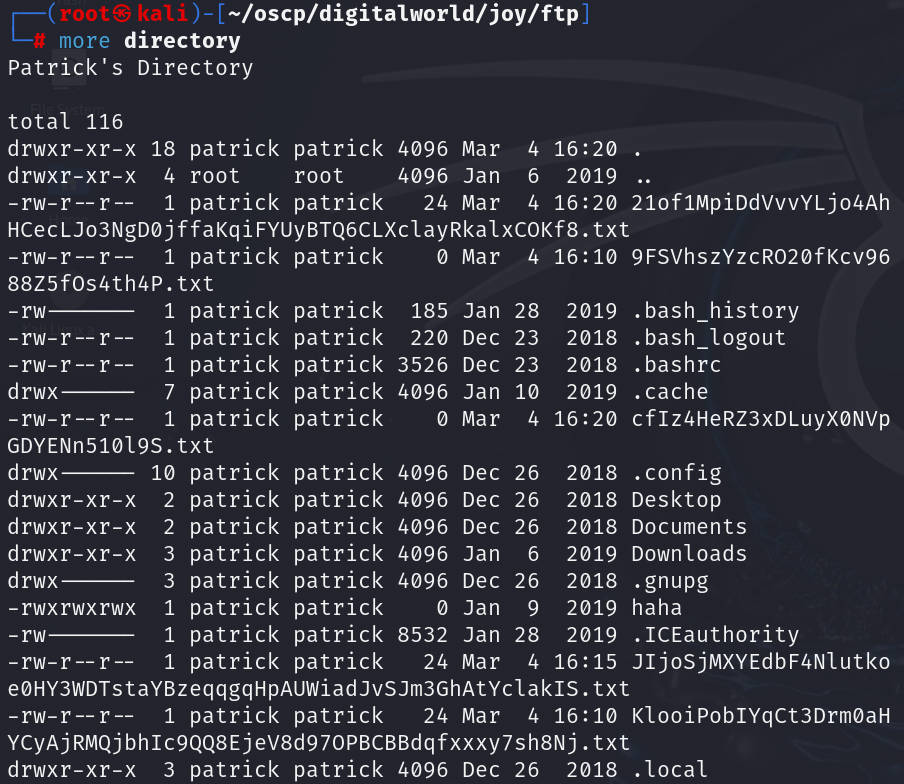 ┌──(root㉿kali)-[~/oscp/digitalworld/joy/ftp]
└─# more directory
Patrick's Directory
total 116
drwxr-xr-x 18 patrick patrick 4096 Mar  4 16:20 .
drwxr-xr-x  4 root    root    4096 Jan  6  2019 ..
-rw-r--r--  1 patrick patrick   24 Mar  4 16:20 21of1MpiDdVvvYLjo4Ah
HCecLJo3NgD0jffaKqiFYUyBTQ6CLXclayRkalxCOKf8.txt
-rw-r--r--  1 patrick patrick    0 Mar  4 16:10 9FSVhszYzcRO20fKcv96
88Z5fOs4th4P.txt
-rw-------  1 patrick patrick  185 Jan 28  2019 .bash_history
-rw-r--r--  1 patrick patrick  220 Dec 23  2018 .bash_logout
-rw-r--r--  1 patrick patrick 3526 Dec 23  2018 .bashrc
drwx------  7 patrick patrick 4096 Jan 10  2019 .cache
-rw-r--r--  1 patrick patrick    0 Mar  4 16:20 cfIz4HeRZ3xDLuyX0NVp
GDYENn510l9S.txt
drwx------ 10 patrick patrick 4096 Dec 26  2018 .config
drwxr-xr-x  2 patrick patrick 4096 Dec 26  2018 Desktop
drwxr-xr-x  2 patrick patrick 4096 Dec 26  2018 Documents
drwxr-xr-x  3 patrick patrick 4096 Jan  6  2019 Downloads
drwx------  3 patrick patrick 4096 Dec 26  2018 .gnupg
-rwxrwxrwx  1 patrick patrick    0 Jan  9  2019 haha
-rw-------  1 patrick patrick 8532 Jan 28  2019 .ICEauthority
-rw-r--r--  1 patrick patrick   24 Mar  4 16:15 JIjoSjMXYEdbF4Nlutko
e0HY3WDTstaYBzeqqgqHpAUWiadJvSJm3GhAtYclakIS.txt
-rw-r--r--  1 patrick patrick   24 Mar  4 16:10 KlooiPobIYqCt3Drm0aH
YCyAjRMQjbhIc9QQ8EjeV8d97OPBCBBdqfxxxy7sh8Nj.txt
drwxr-xr-x  3 patrick patrick 4096 Dec 26  2018 .local